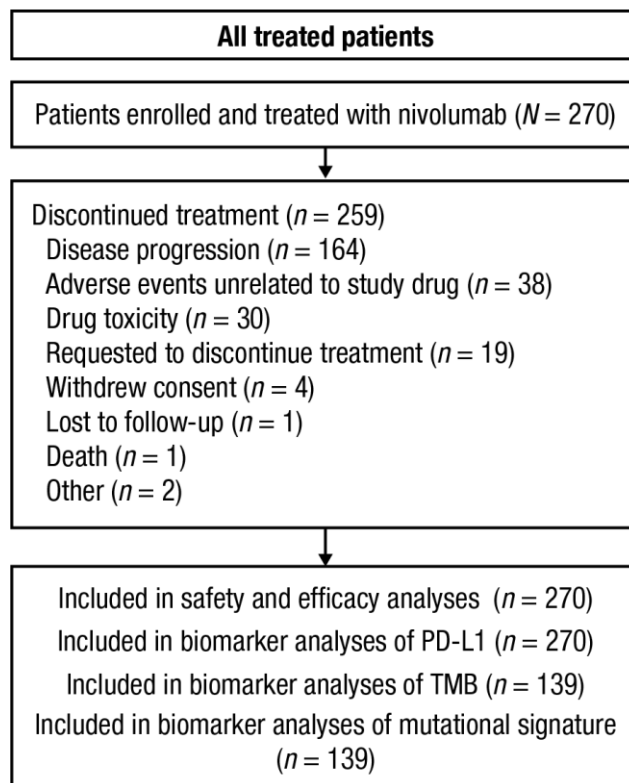 All treated patients
Patients enrolled and treated with nivolumab (N = 270)
Discontinued treatment (n = 259)
Disease progression (n = 164)
Adverse events unrelated to study drug (n = 38)
Drug toxicity (n = 30)
Requested to discontinue treatment (n = 19)
Withdrew consent (n = 4)
Lost to follow-up (n = 1)
Death (n = 1)
Other (n = 2)
Included in safety and efficacy analyses (n = 270)
Included in biomarker analyses of PD-L1 (n = 270)
Included in biomarker analyses of TMB (n = 139)
Included in biomarker analyses of mutational signature
(n = 139)